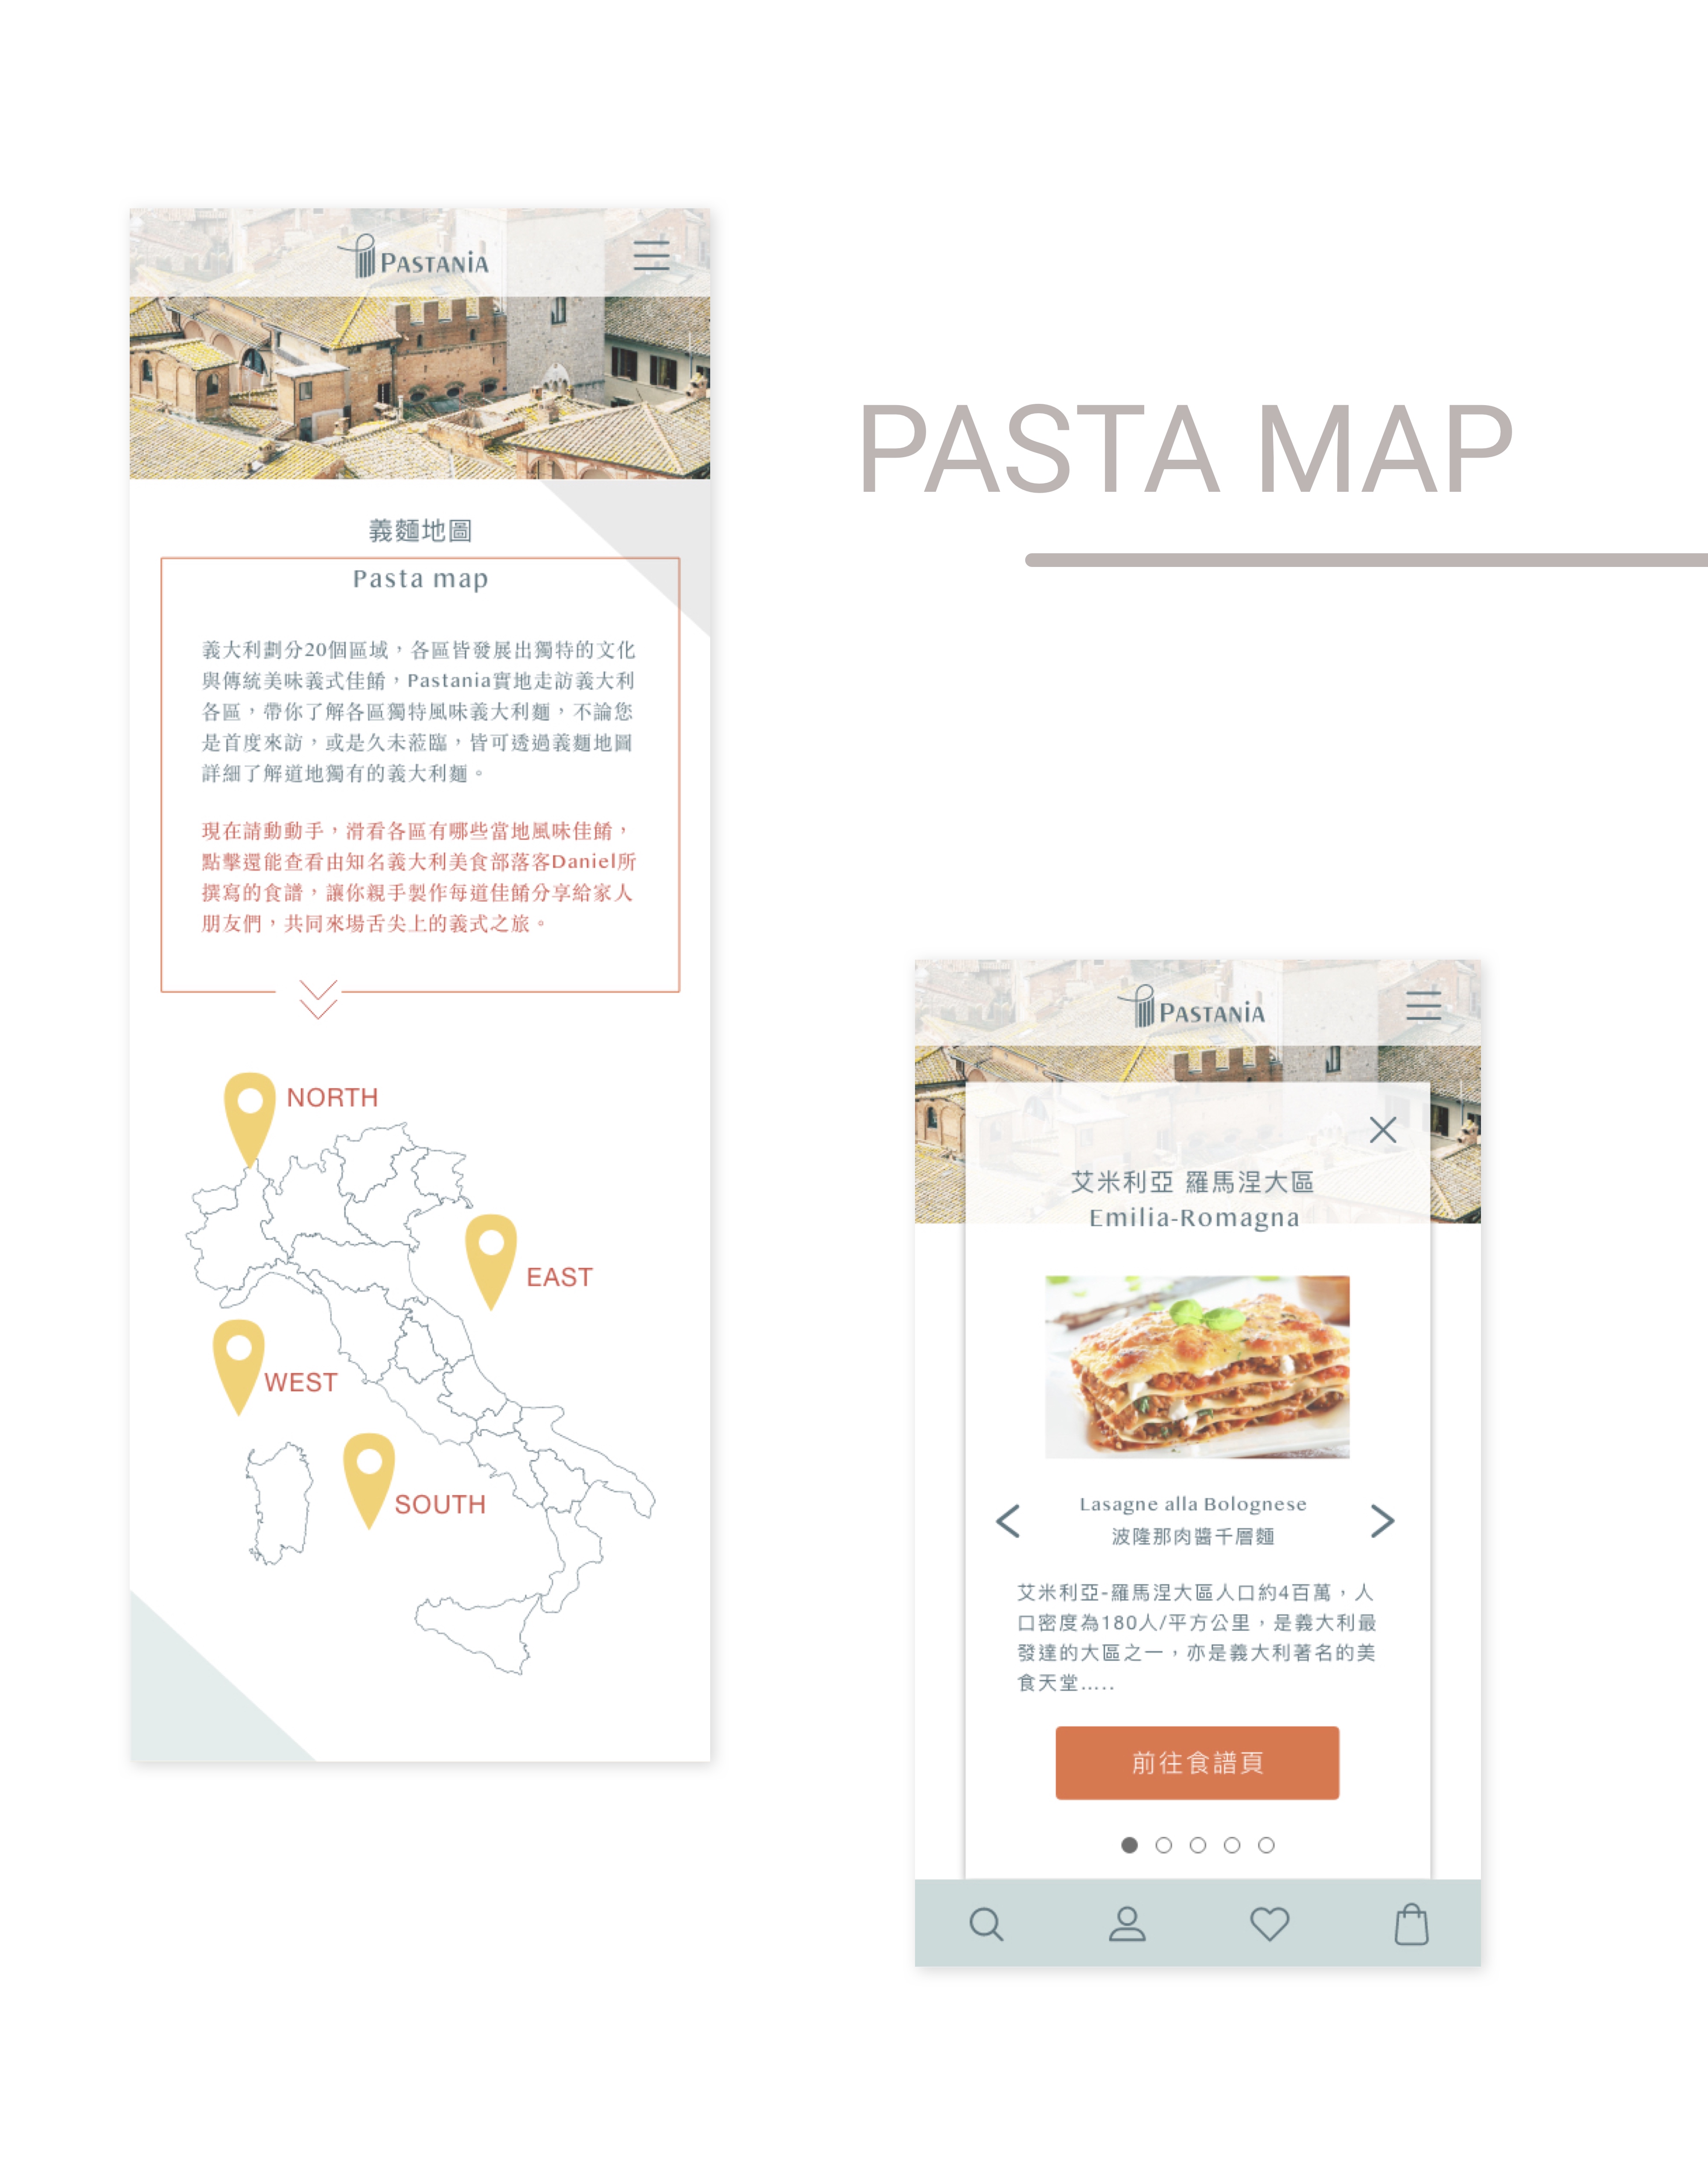 PASTANiA
義麵地圖
Pasta map
義大利劃分20個區域，各區皆發展出獨特的文化
與傳統美味義式佳餚，Pastania實地走訪義大利
各區，帶你了解各區獨特風味義大利麵，不論您
是首度來訪，或是久未蒞臨，皆可透過義麵地圖
詳細了解道地獨有的義大利麵。
現在請動動手，滑看各區有哪些當地風味佳餚，
點擊還能查看由知名義大利美食部落客Daniel所
撰寫的食譜，讓你親手製作每道佳餚分享給家人
朋友們，共同來場舌尖上的義式之旅。
NORTH
EAST
WEST
SOUTH
PASTA MAP
PASTANiA
艾米利亞 羅馬涅大區
Emilia-Romagna
Lasagne alla Bolognese
波隆那肉醬千層麵
艾米利亞-羅馬涅大區人口約4百萬，人
口密度為180人/平方公里，是義大利最
發達的大區之一，亦是義大利著名的美
食天堂.....
前往食譜頁